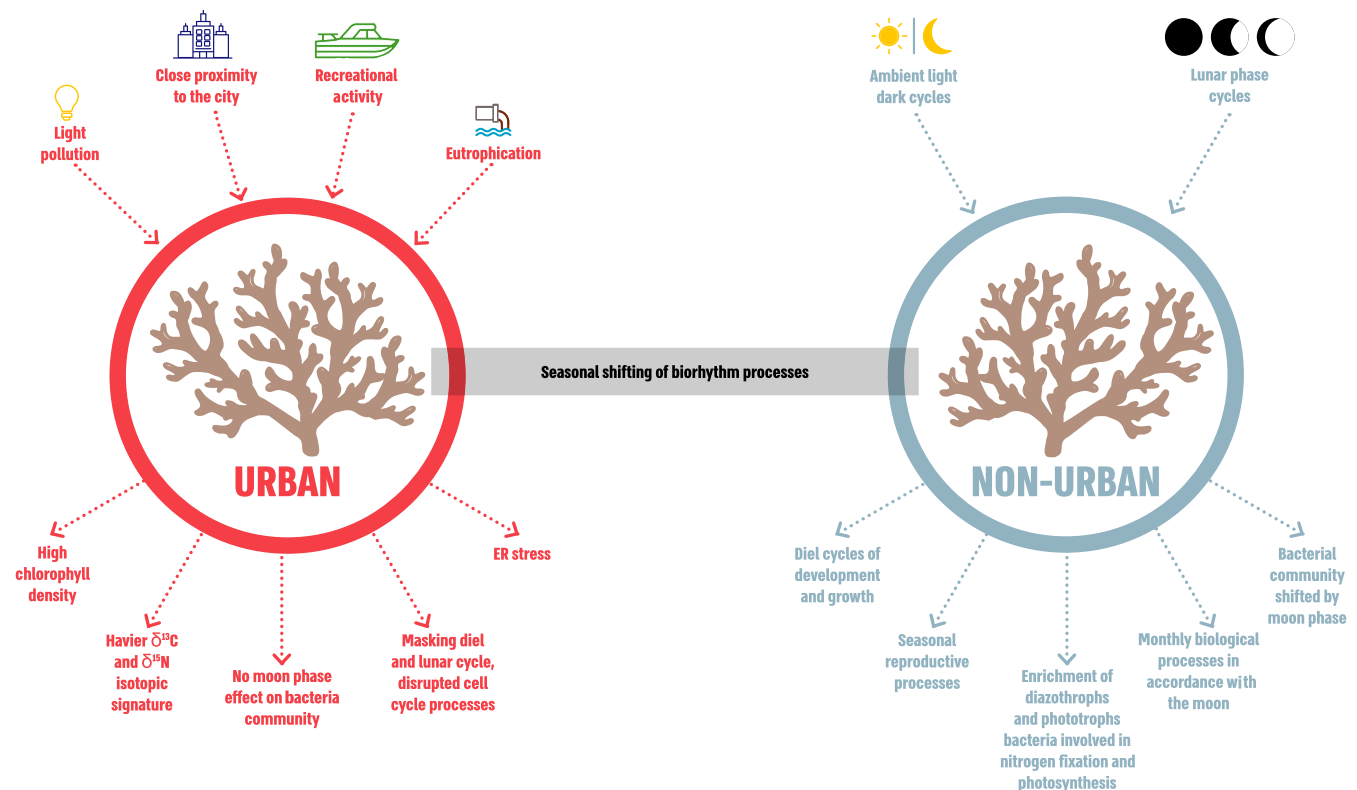 Light
pollution
Close proximity
to the city
Recreational
activity
Eutrophication
Ambient light
dark cycles
Lunar phase
cycles
Seasonal shifting of biorhythm processes
URBAN
NON-URBAN
High
chlorophyll
density
Havier δ¹³C
and δ¹⁵N
isotopic
signature
No moon phase
effect on bacteria
community
Masking diel
and lunar cycle,
disrupted cell
cycle processes
ER stress
Diel cycles of
development
and growth
Seasonal
reproductive
processes
Enrichment of
diazothrophs
and phototrophs
bacteria involved in
nitrogen fixation and
photosynthesis
Monthly biological
processes in
accordance with
the moon
Bacterial
community
shifted by
moon phase